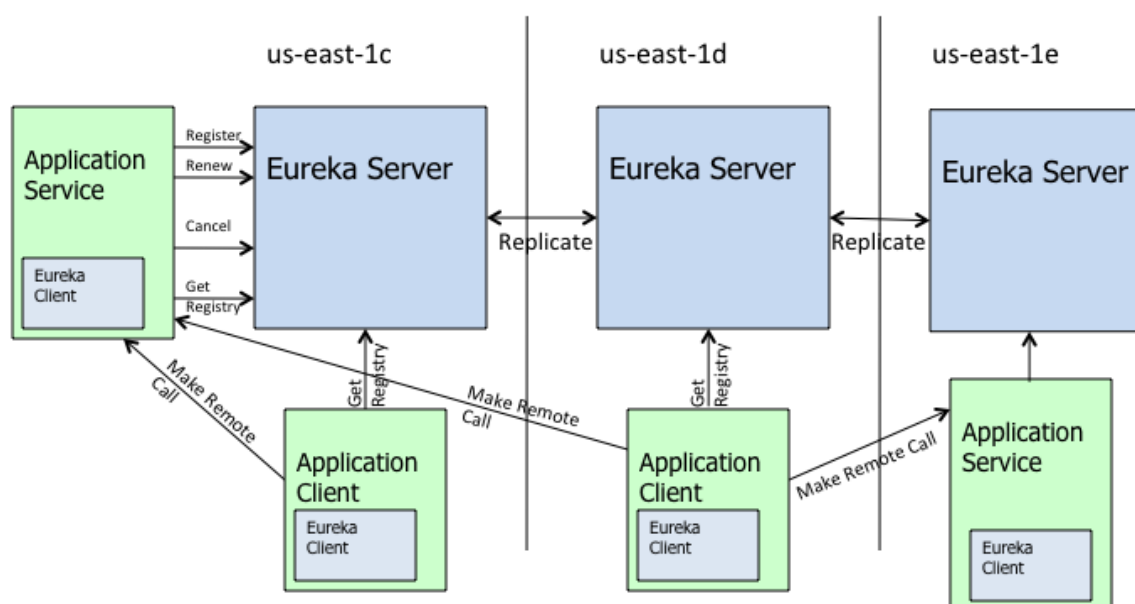 us-east-1c
us-east-1d
us-east-1e
Application
Service
Eureka
Client
Register
Renew
Cancel
Get
Registry
Eureka Server
Replicate
Eureka Server
Replicate
Eureka Server
Make Remote
Call
Get
Registry
Make Remote
Call
Get
Registry
Make Remote Call
Application
Client
Eureka
Client
Application
Client
Eureka
Client
Application
Service
Eureka
Client